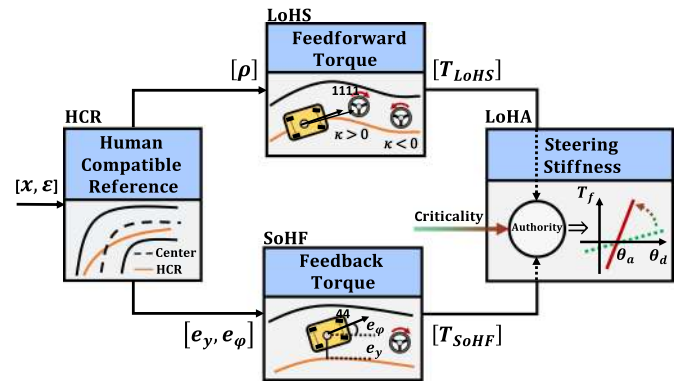 LoHS
Feedforward
Torque
[ρ]
[T_LoHS]
1111
κ > 0
κ < 0
HCR
Human
Compatible
Reference
[x, ε]
Center
HCR
LoHA
Steering
Stiffness
Criticality
Authority
⇒
T_f
θ_a
θ_d
SoHF
Feedback
Torque
[e_y, e_φ]
44
e_φ
e_y
[T_SoHF]